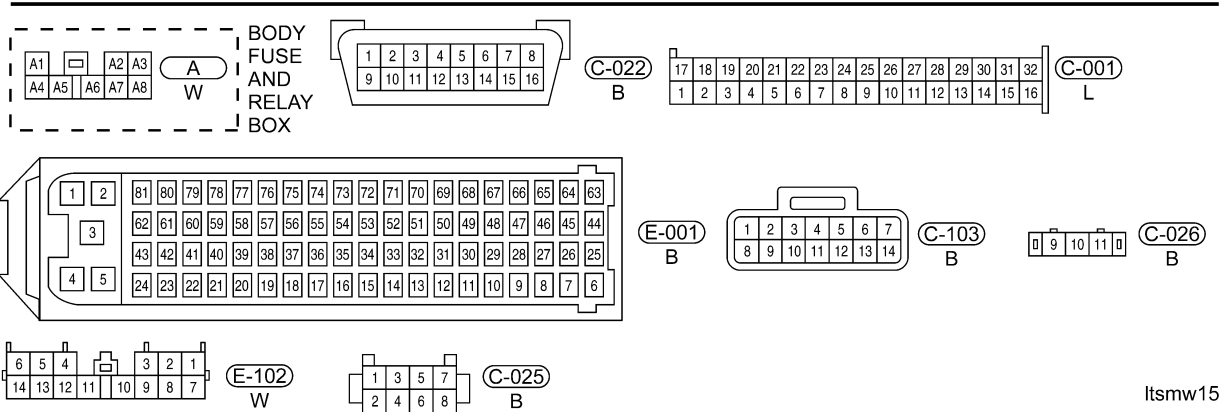 BODY
FUSE
AND
RELAY
BOX
A1 A2 A3
A4 A5 A6 A7 A8
A
W
1 2 3 4 5 6 7 8
9 10 11 12 13 14 15 16
C-022
B
17 18 19 20 21 22 23 24 25 26 27 28 29 30 31 32
1 2 3 4 5 6 7 8 9 10 11 12 13 14 15 16
C-001
L
1 2
3
4 5
81 80 79 78 77 76 75 74 73 72 71 70 69 68 67 66 65 64 63
62 61 60 59 58 57 56 55 54 53 52 51 50 49 48 47 46 45 44
43 42 41 40 39 38 37 36 35 34 33 32 31 30 29 28 27 26 25
24 23 22 21 20 19 18 17 16 15 14 13 12 11 10 9 8 7 6
E-001
B
1 2 3 4 5 6 7
8 9 10 11 12 13 14
C-103
B
9 10 11
C-026
B
6 5 4 3 2 1
14 13 12 11 10 9 8 7
E-102
W
1 3 5 7
2 4 6 8
C-025
B
ltsmw15